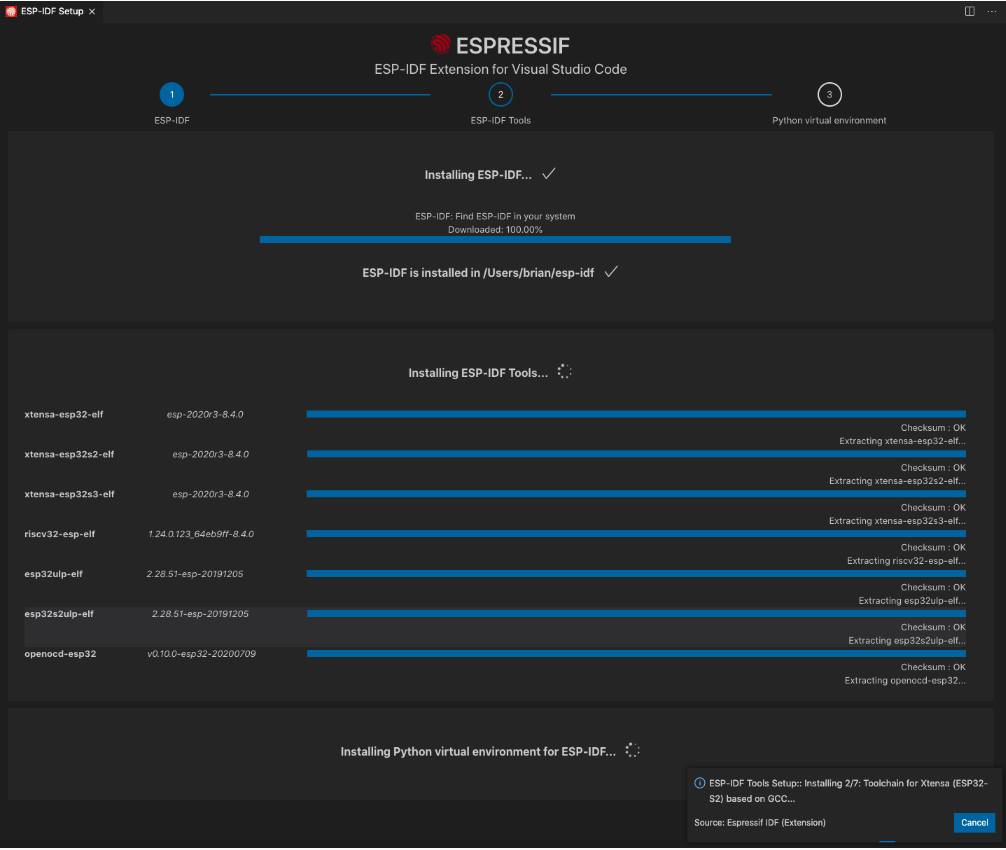 ESP-IDF Setup ×
ESPRESSIF
ESP-IDF Extension for Visual Studio Code
1 2 3
ESP-IDF ESP-IDF Tools Python virtual environment
Installing ESP-IDF...
ESP-IDF: Find ESP-IDF in your system
Downloaded: 100.00%
ESP-IDF is installed in /Users/brian/esp-idf
Installing ESP-IDF Tools...
xtensa-esp32-elf esp-2020r3-8.4.0
Checksum : OK
Extracting xtensa-esp32-elf...
xtensa-esp32s2-elf esp-2020r3-8.4.0
Checksum : OK
Extracting xtensa-esp32s2-elf...
xtensa-esp32s3-elf esp-2020r3-8.4.0
Checksum : OK
Extracting xtensa-esp32s3-elf...
riscv32-esp-elf 1.24.0.123_64eb9ff-8.4.0
Checksum : OK
Extracting riscv32-esp-elf...
esp32ulp-elf 2.28.51-esp-20191205
Checksum : OK
Extracting esp32ulp-elf...
esp32s2ulp-elf 2.28.51-esp-20191205
Checksum : OK
Extracting esp32s2ulp-elf...
openocd-esp32 v0.10.0-esp32-20200709
Checksum : OK
Extracting openocd-esp32...
Installing Python virtual environment for ESP-IDF...
ESP-IDF Tools Setup:: Installing 2/7: Toolchain for Xtensa (ESP32-
S2) based on GCC...
Source: Espressif IDF (Extension) Cancel